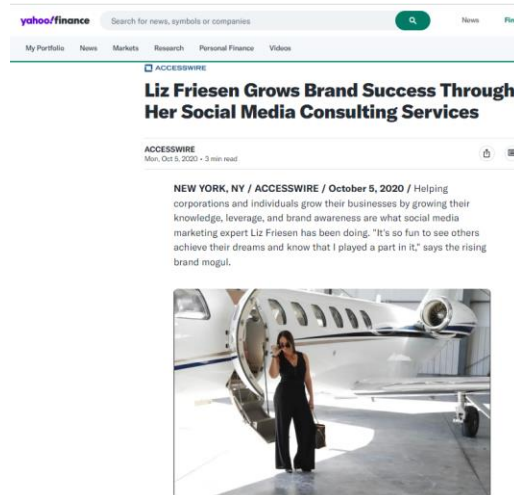 yahoo!finance Search for news, symbols or companies News
My Portfolio News Markets Research Personal Finance Videos
ACCESSWIRE
Liz Friesen Grows Brand Success Through
Her Social Media Consulting Services
ACCESSWIRE
Mon, Oct 5, 2020 • 3 min read
NEW YORK, NY / ACCESSWIRE / October 5, 2020 / Helping
corporations and individuals grow their businesses by growing their
knowledge, leverage, and brand awareness are what social media
marketing expert Liz Friesen has been doing. "It's so fun to see others
achieve their dreams and know that I played a part in it," says the rising
brand mogul.